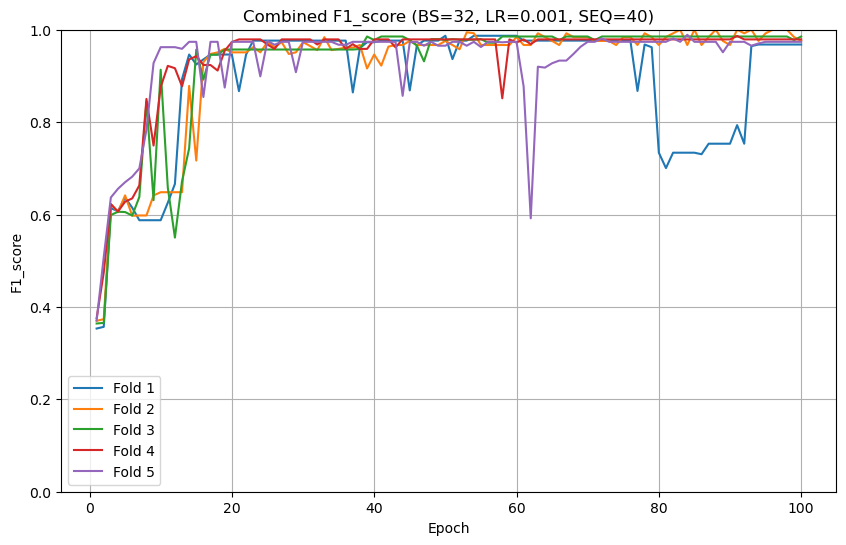 Combined F1_score (BS=32, LR=0.001, SEQ=40)
1.0
0.8
0.6
0.4
0.2
0.0
F1_score
Fold 1
Fold 2
Fold 3
Fold 4
Fold 5
0 20 40 60 80 100
Epoch